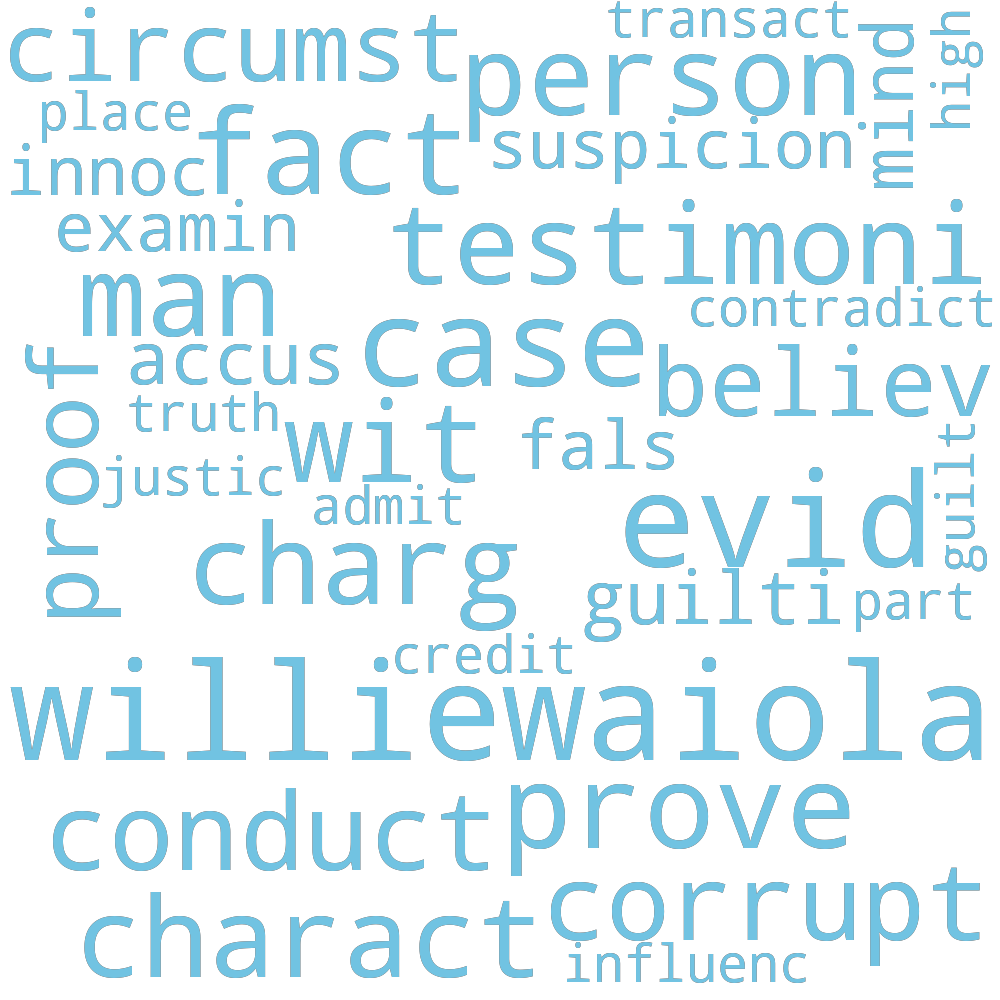 transact
circumst
person
mind
high
place
fact
suspicion
innoc
examin
testimoni
man
contradict
case
accus
believ
proof
truth
wit
fals
guilt
justic
admit
evid
charg
guilti
part
credit
williewaiola
conduct
prove
corrupt
charact
influenc